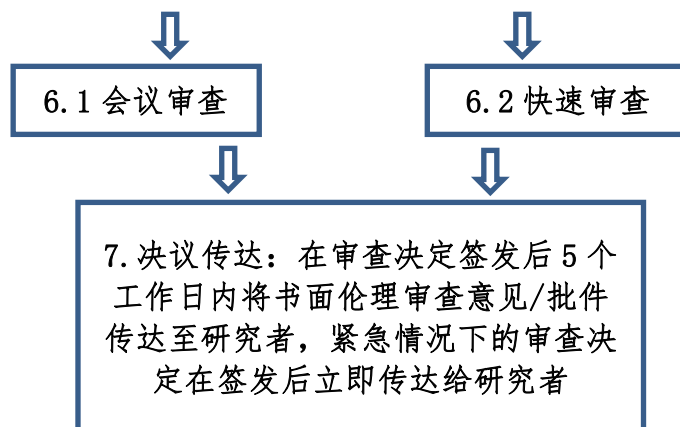 6.1 会议审查
6.2 快速审查
7.决议传达：在审查决定签发后 5 个
工作日内将书面伦理审查意见/批件
传达至研究者，紧急情况下的审查决
定在签发后立即传达给研究者